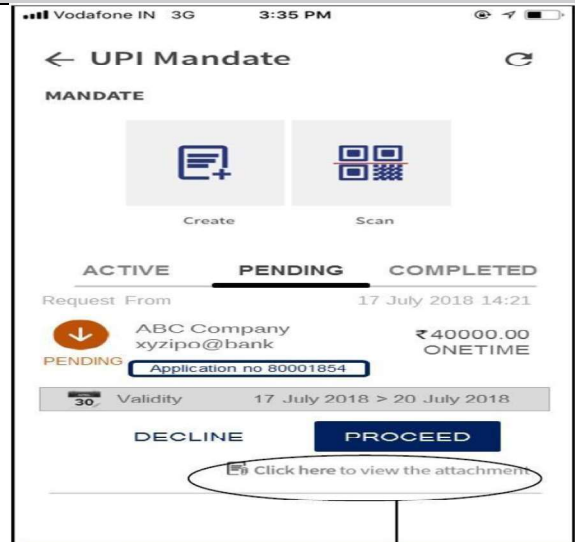 Vodafone IN 3G 3:35 PM
← UPI Mandate
MANDATE
Create Scan
ACTIVE PENDING COMPLETED
Request From 17 July 2018 14:21
ABC Company ₹40000.00
xyzipo@bank ONETIME
PENDING
Application no 80001854
30 Validity 17 July 2018 > 20 July 2018
DECLINE PROCEED
Click here to view the attachment